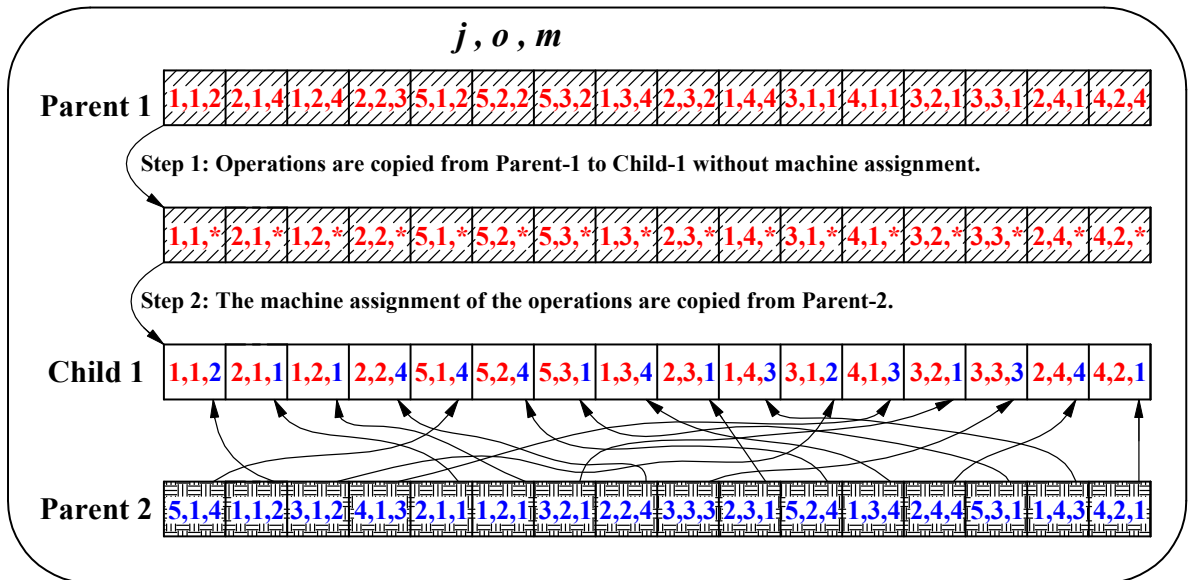 j , o , m
Parent 1 1,1,2 2,1,4 1,2,4 2,2,3 5,1,2 5,2,2 5,3,2 1,3,4 2,3,2 1,4,4 3,1,1 4,1,1 3,2,1 3,3,1 2,4,1 4,2,4
Step 1: Operations are copied from Parent-1 to Child-1 without machine assignment.
1,1,* 2,1,* 1,2,* 2,2,* 5,1,* 5,2,* 5,3,* 1,3,* 2,3,* 1,4,* 3,1,* 4,1,* 3,2,* 3,3,* 2,4,* 4,2,*
Step 2: The machine assignment of the operations are copied from Parent-2.
Child 1 1,1,2 2,1,1 1,2,1 2,2,4 5,1,4 5,2,4 5,3,1 1,3,4 2,3,1 1,4,3 3,1,2 4,1,3 3,2,1 3,3,3 2,4,4 4,2,1
Parent 2 5,1,4 1,1,2 3,1,2 4,1,3 2,1,1 1,2,1 3,2,1 2,2,4 3,3,3 2,3,1 5,2,4 1,3,4 2,4,4 5,3,1 1,4,3 4,2,1